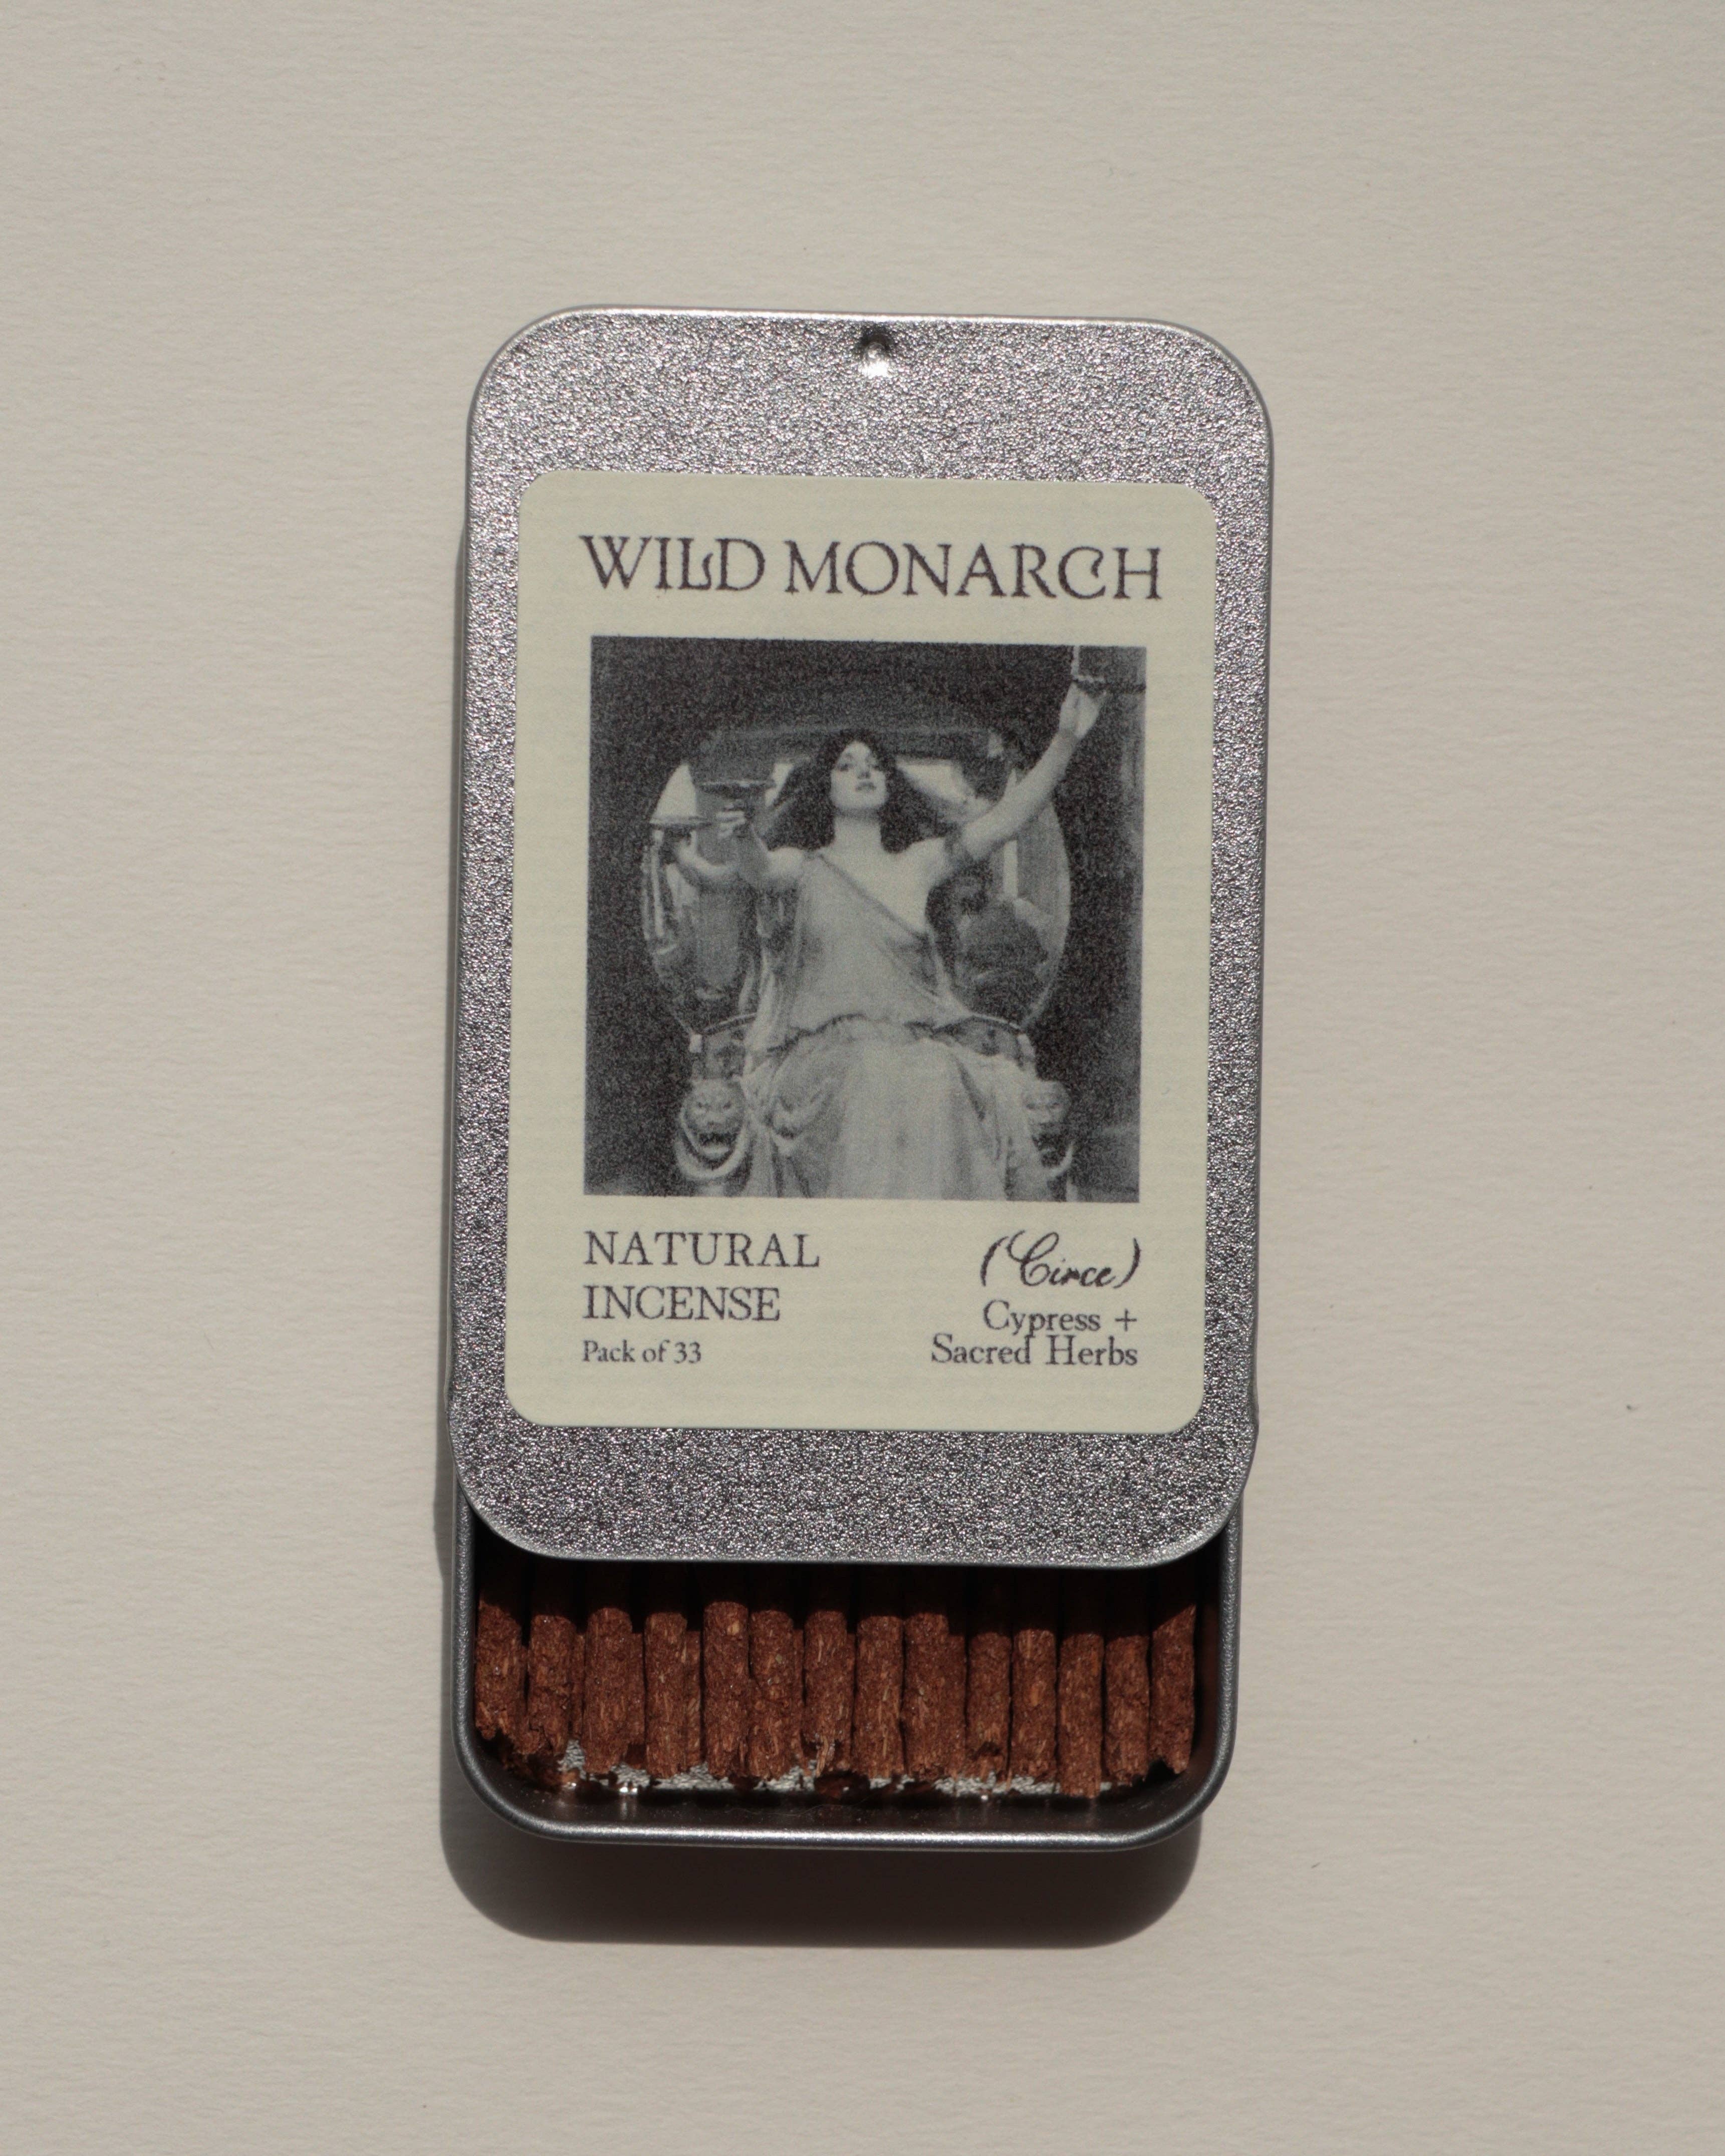 WILD MONARCH
NATURAL
INCENSE
Pack of 33
(Circe)
Cypress +
Sacred Herbs